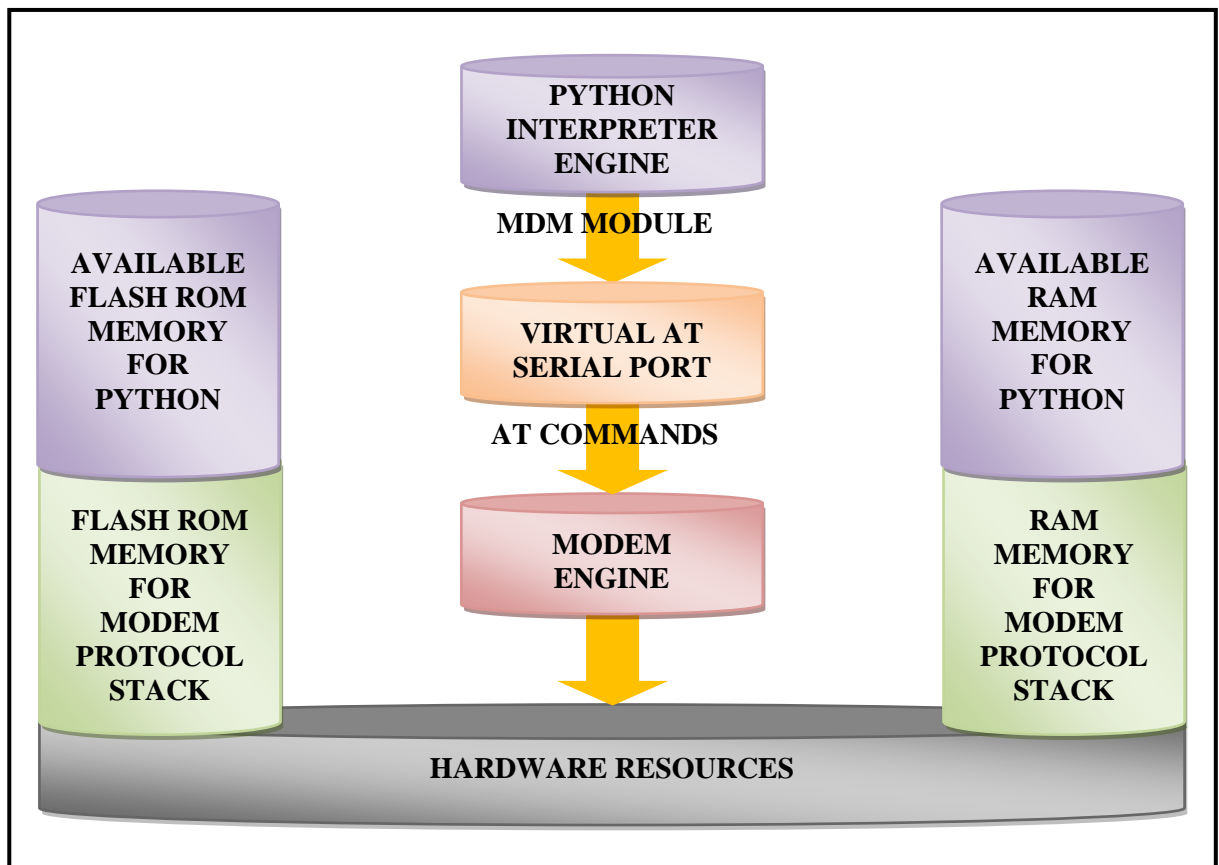 PYTHON
INTERPRETER
ENGINE
MDM MODULE
VIRTUAL AT
SERIAL PORT
AT COMMANDS
MODEM
ENGINE
AVAILABLE
FLASH ROM
MEMORY
FOR
PYTHON
FLASH ROM
MEMORY
FOR
MODEM
PROTOCOL
STACK
AVAILABLE
RAM
MEMORY
FOR
PYTHON
RAM
MEMORY
FOR
MODEM
PROTOCOL
STACK
HARDWARE RESOURCES